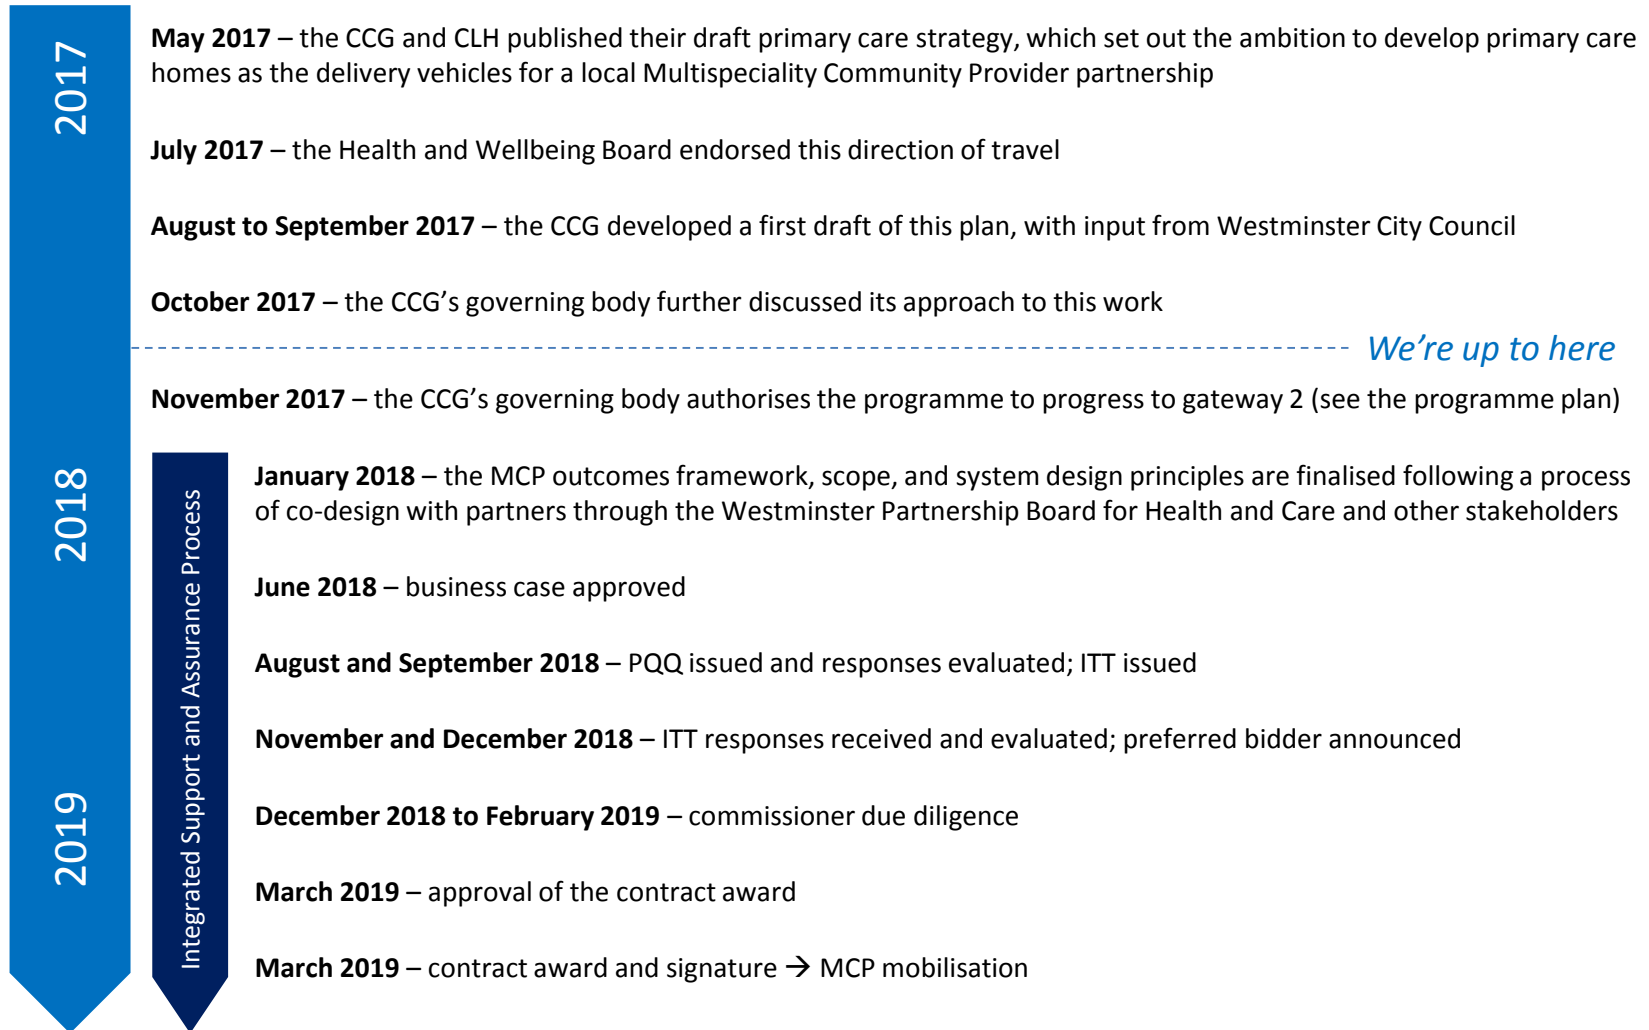 2017
May 2017 – the CCG and CLH published their draft primary care strategy, which set out the ambition to develop primary care
homes as the delivery vehicles for a local Multispeciality Community Provider partnership
July 2017 – the Health and Wellbeing Board endorsed this direction of travel
August to September 2017 – the CCG developed a first draft of this plan, with input from Westminster City Council
October 2017 – the CCG’s governing body further discussed its approach to this work
We’re up to here
November 2017 – the CCG’s governing body authorises the programme to progress to gateway 2 (see the programme plan)
2018
Integrated Support and Assurance Process
January 2018 – the MCP outcomes framework, scope, and system design principles are finalised following a process
of co-design with partners through the Westminster Partnership Board for Health and Care and other stakeholders
June 2018 – business case approved
August and September 2018 – PQQ issued and responses evaluated; ITT issued
November and December 2018 – ITT responses received and evaluated; preferred bidder announced
2019
December 2018 to February 2019 – commissioner due diligence
March 2019 – approval of the contract award
March 2019 – contract award and signature → MCP mobilisation